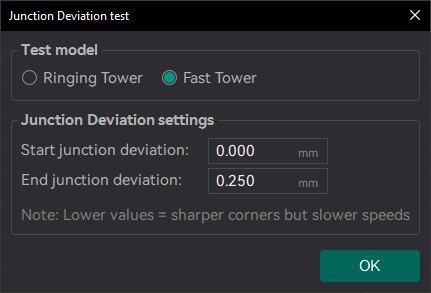 Junction Deviation test
Test model
Ringing Tower Fast Tower
Junction Deviation settings
Start junction deviation: 0.000 mm
End junction deviation: 0.250 mm
Note: Lower values = sharper corners but slower speeds
OK